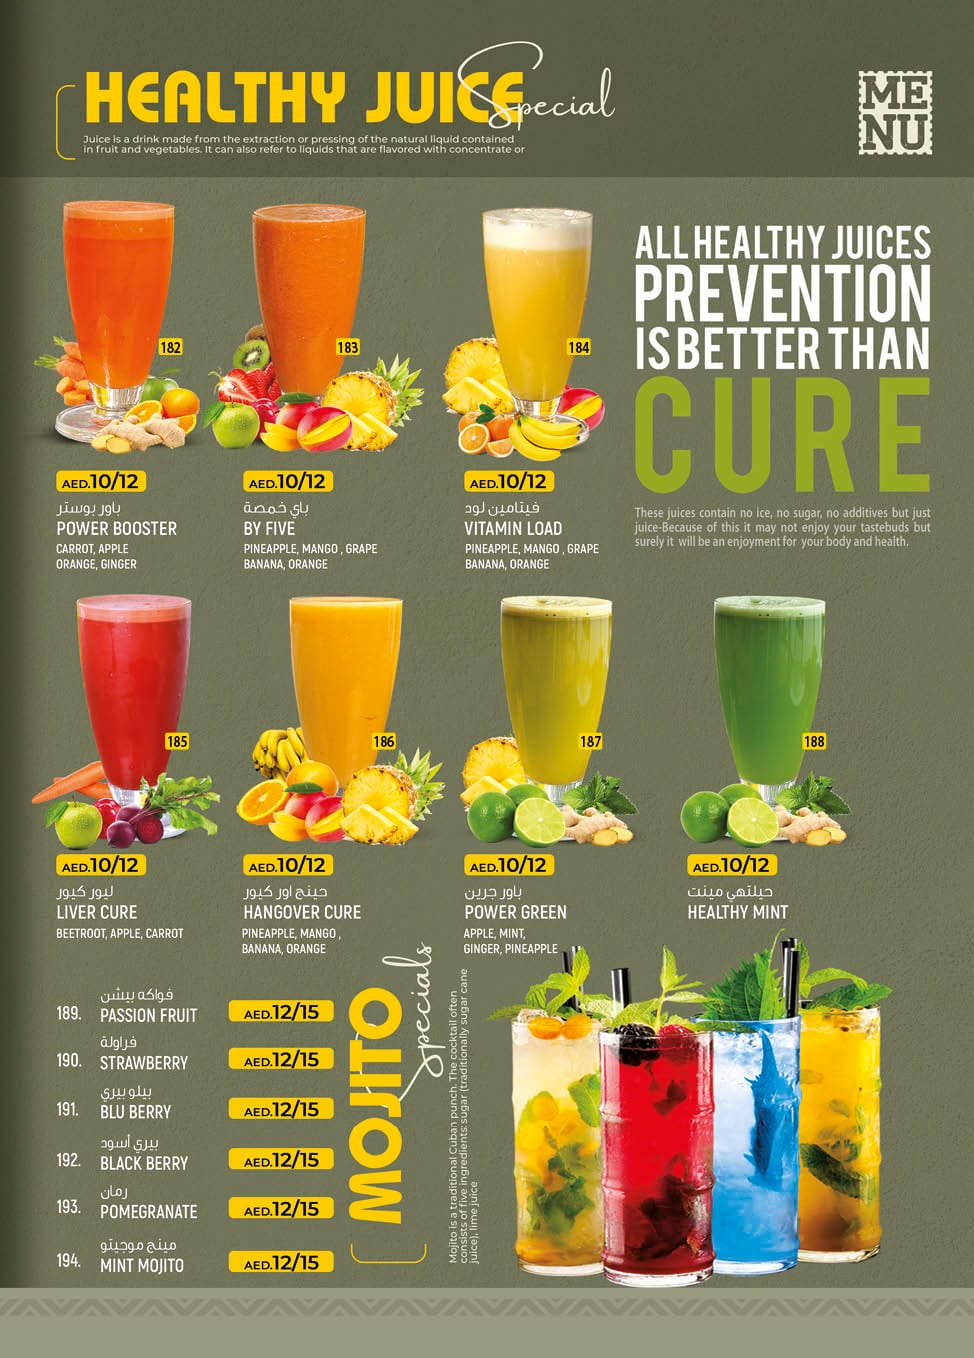 HEALTHY JUICE Special
Juice is a drink made from the extraction or pressing of the natural liquid contained
in fruit and vegetables. It can also refer to liquids that are flavored with concentrate or
ME
NU
ALL HEALTHY JUICES
PREVENTION
IS BETTER THAN
CURE
These juices contain no ice, no sugar, no additives but just
juice-Because of this it may not enjoy your tastebuds but
surely it will be an enjoyment for your body and health.
182
AED.10/12
باور بوستر
POWER BOOSTER
CARROT, APPLE
ORANGE, GINGER
183
AED.10/12
باي خمصة
BY FIVE
PINEAPPLE, MANGO , GRAPE
BANANA, ORANGE
184
AED.10/12
فيتامين لود
VITAMIN LOAD
PINEAPPLE, MANGO , GRAPE
BANANA, ORANGE
185
AED.10/12
ليور كيور
LIVER CURE
BEETROOT, APPLE, CARROT
186
AED.10/12
حينج اور كيور
HANGOVER CURE
PINEAPPLE, MANGO ,
BANANA, ORANGE
187
AED.10/12
باور جرين
POWER GREEN
APPLE, MINT,
GINGER, PINEAPPLE
188
AED.10/12
حيلتهي مينت
HEALTHY MINT
فواكه بيشن
189. PASSION FRUIT AED.12/15
فراولة
190. STRAWBERRY AED.12/15
بيلو بيري
191. BLU BERRY AED.12/15
بيري أسود
192. BLACK BERRY AED.12/15
رمان
193. POMEGRANATE AED.12/15
مينج موجيتو
194. MINT MOJITO AED.12/15
MOJITO specials
Mojito is a traditional Cuban punch. The cocktail often
consists of five ingredients: sugar (traditionally sugar cane
juice), lime juice